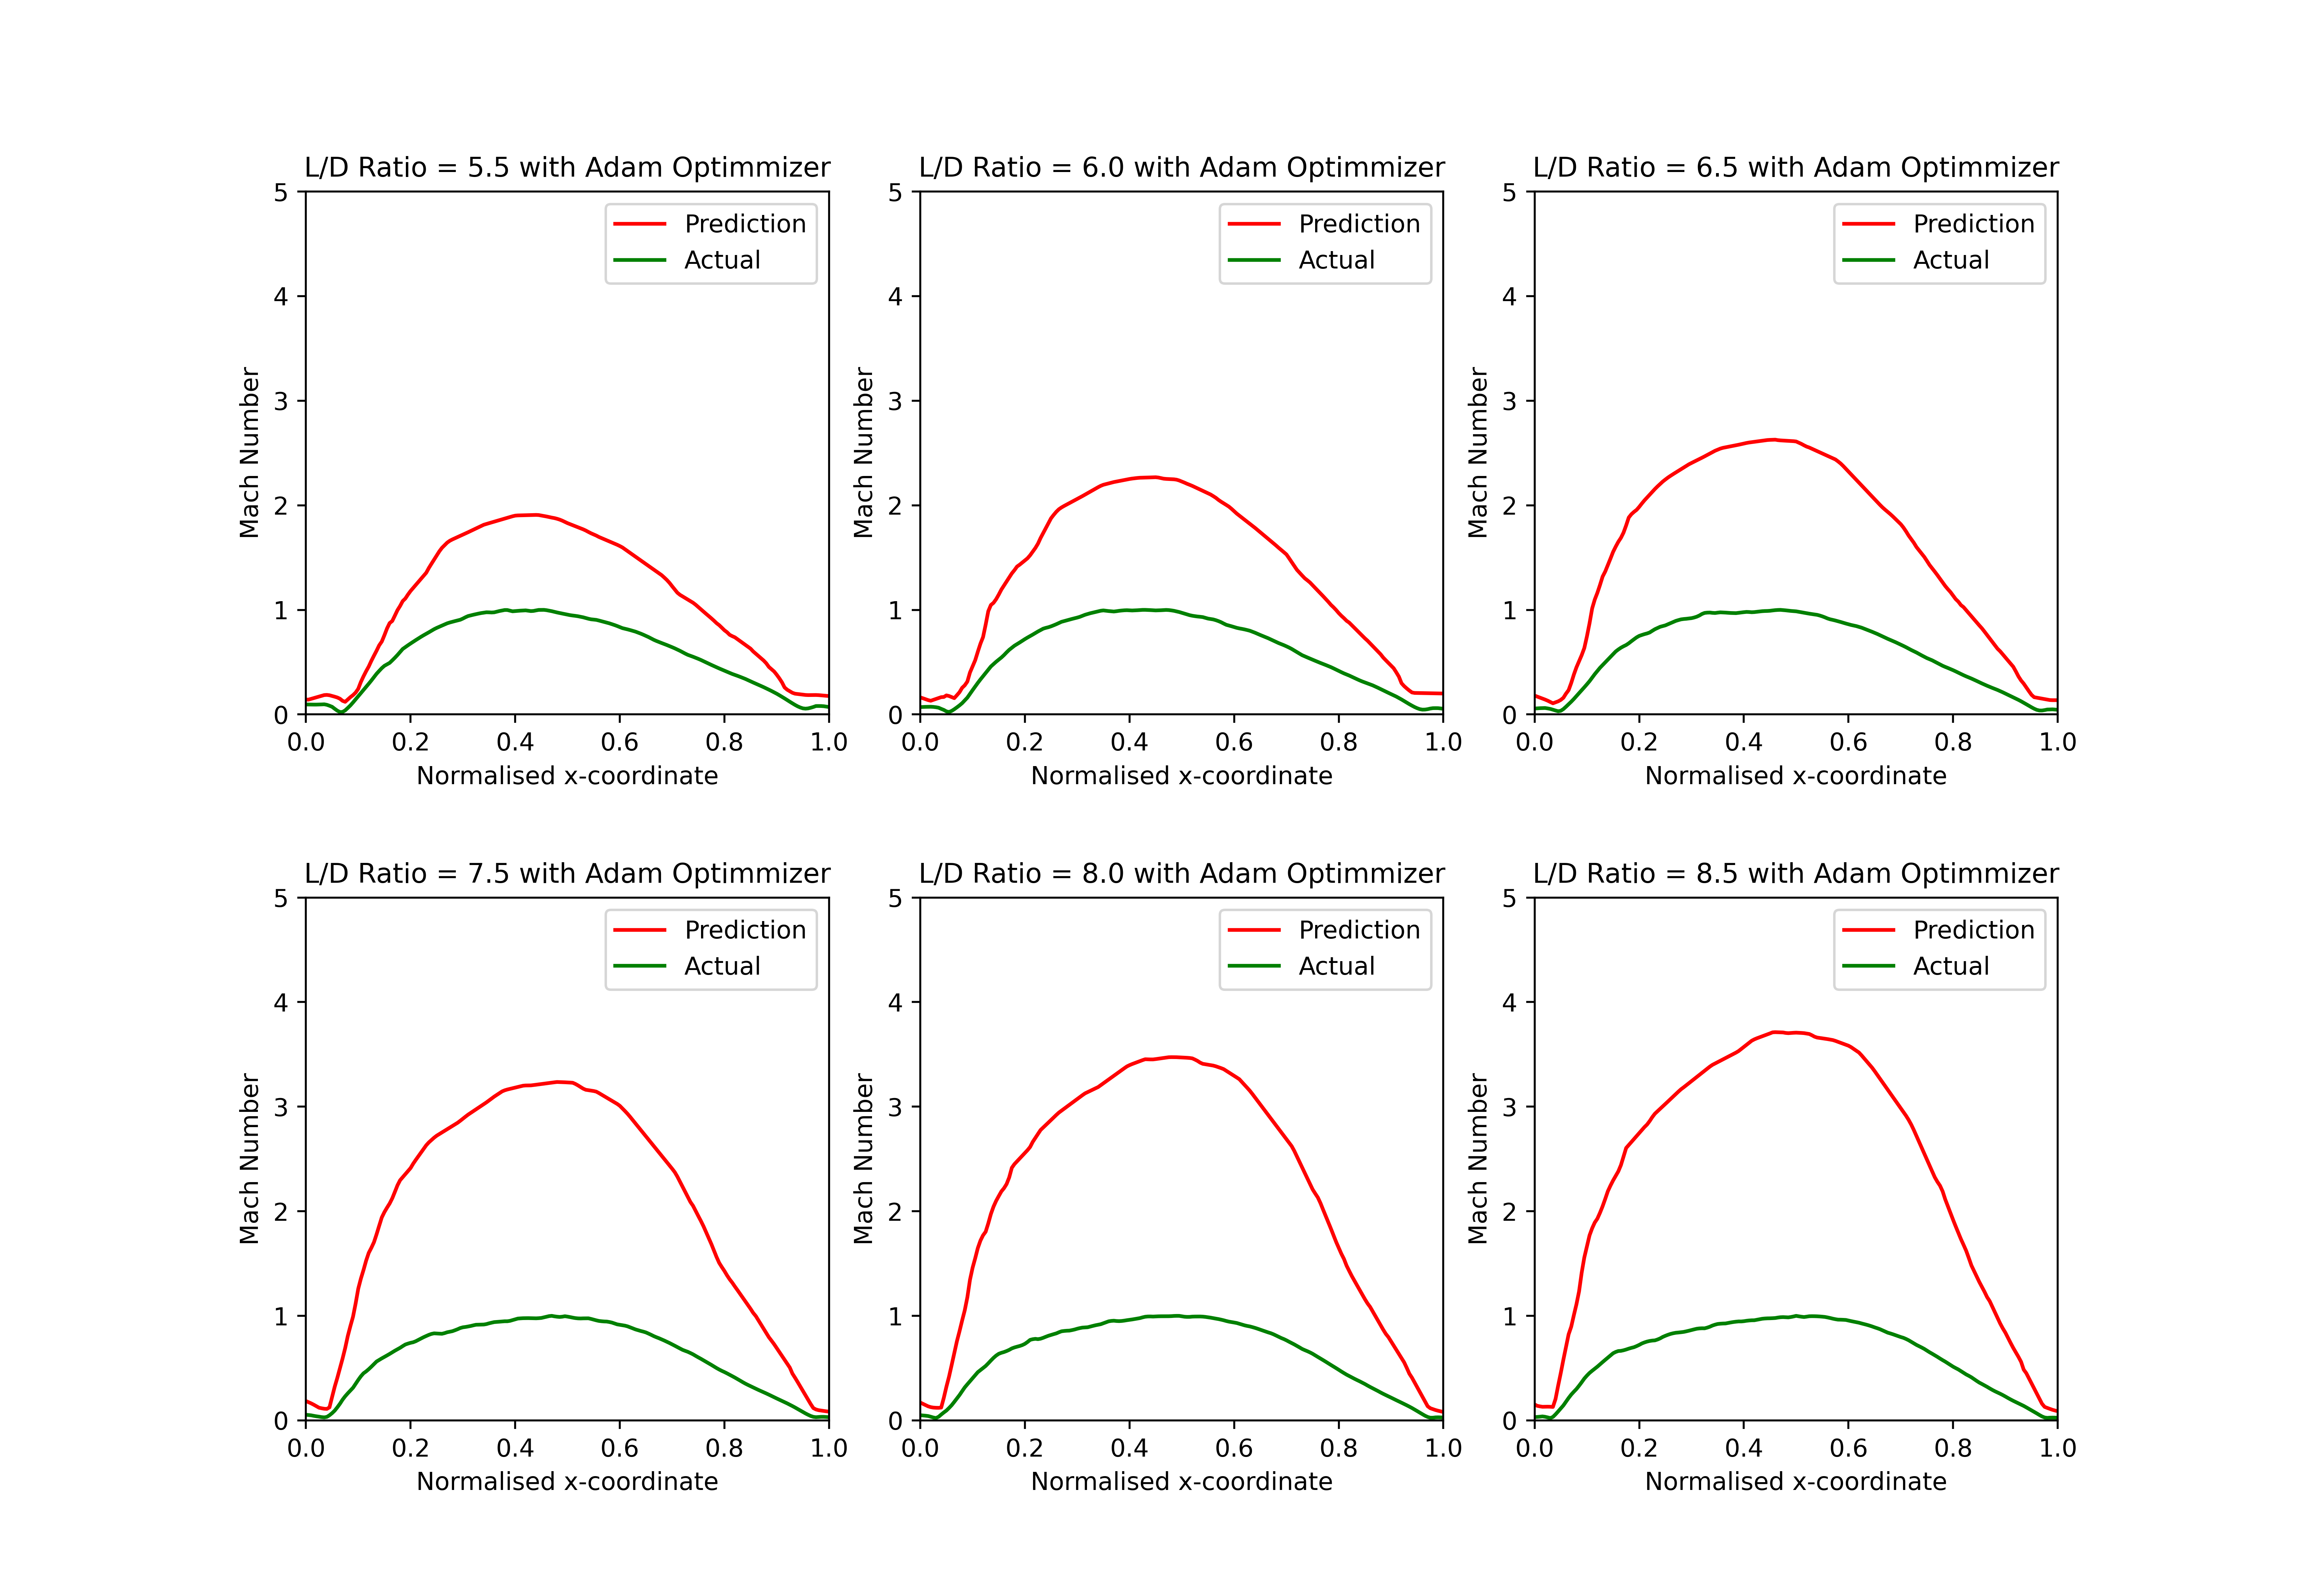 L/D Ratio = 5.5 with Adam Optimmizer
5
4
3
2
1
0
Mach Number
Prediction
Actual
0.0 0.2 0.4 0.6 0.8 1.0
Normalised x-coordinate
L/D Ratio = 6.0 with Adam Optimmizer
5
4
3
2
1
0
Mach Number
Prediction
Actual
0.0 0.2 0.4 0.6 0.8 1.0
Normalised x-coordinate
L/D Ratio = 6.5 with Adam Optimmizer
5
4
3
2
1
0
Mach Number
Prediction
Actual
0.0 0.2 0.4 0.6 0.8 1.0
Normalised x-coordinate
L/D Ratio = 7.5 with Adam Optimmizer
5
4
3
2
1
0
Mach Number
Prediction
Actual
0.0 0.2 0.4 0.6 0.8 1.0
Normalised x-coordinate
L/D Ratio = 8.0 with Adam Optimmizer
5
4
3
2
1
0
Mach Number
Prediction
Actual
0.0 0.2 0.4 0.6 0.8 1.0
Normalised x-coordinate
L/D Ratio = 8.5 with Adam Optimmizer
5
4
3
2
1
0
Mach Number
Prediction
Actual
0.0 0.2 0.4 0.6 0.8 1.0
Normalised x-coordinate